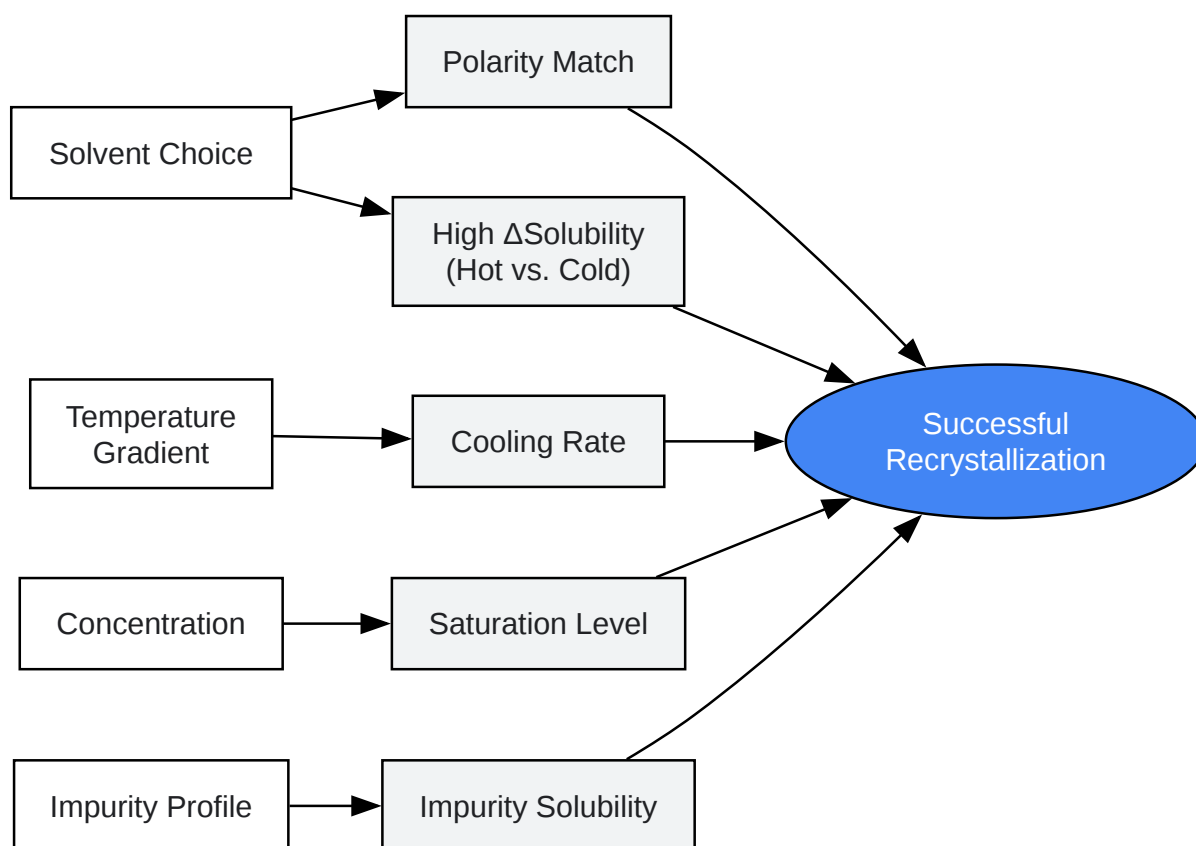 Polarity Match
Solvent Choice
High ΔSolubility
(Hot vs. Cold)
Temperature
Gradient
Cooling Rate
Successful
Recrystallization
Concentration
Saturation Level
Impurity Profile
Impurity Solubility